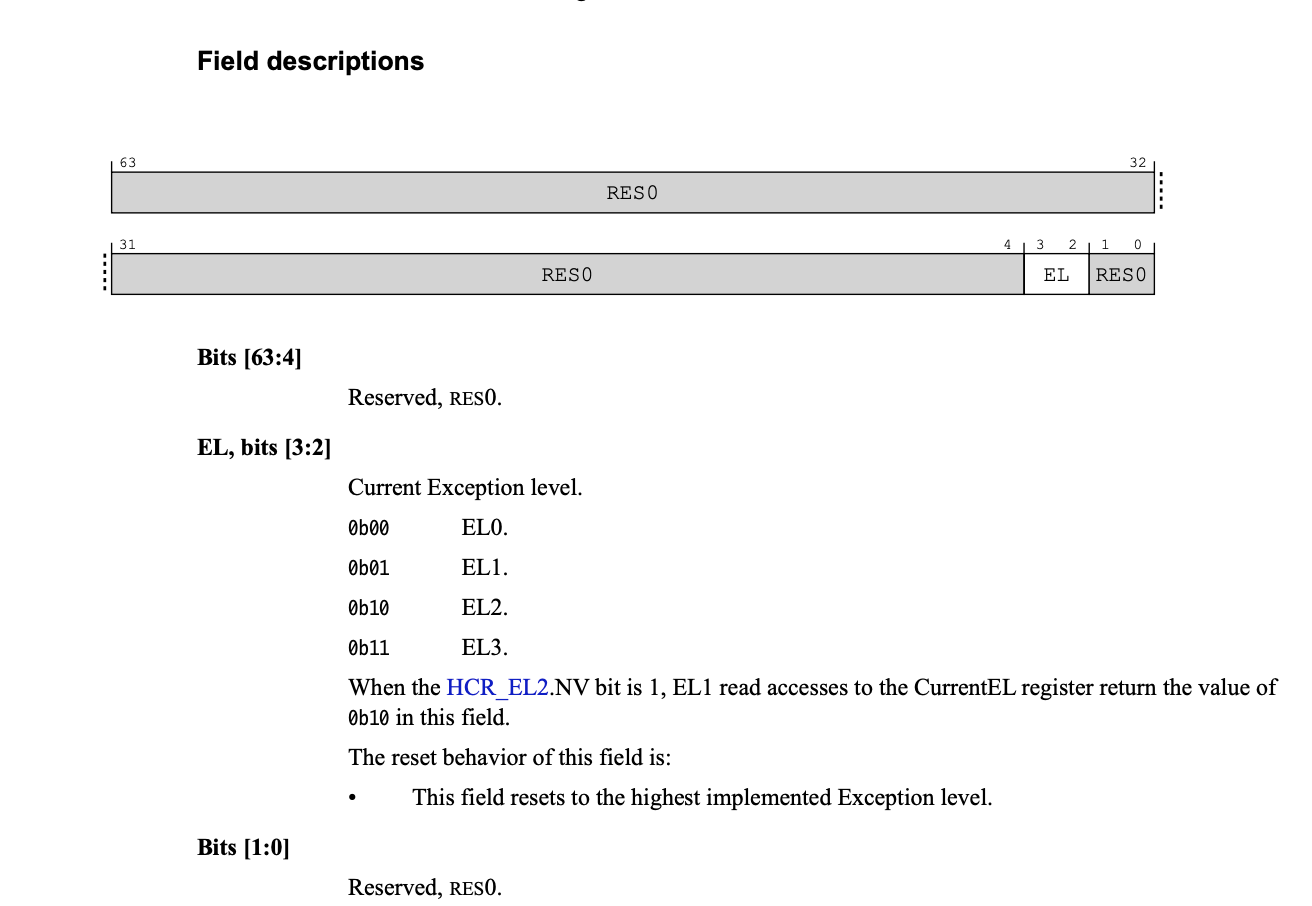 Field descriptions
63 32
RES0
31 4 3 2 1 0
RES0 EL RES0
Bits [63:4]
Reserved, RES0.
EL, bits [3:2]
Current Exception level.
0b00 EL0.
0b01 EL1.
0b10 EL2.
0b11 EL3.
When the HCR_EL2.NV bit is 1, EL1 read accesses to the CurrentEL register return the value of
0b10 in this field.
The reset behavior of this field is:
• This field resets to the highest implemented Exception level.
Bits [1:0]
Reserved, RES0.